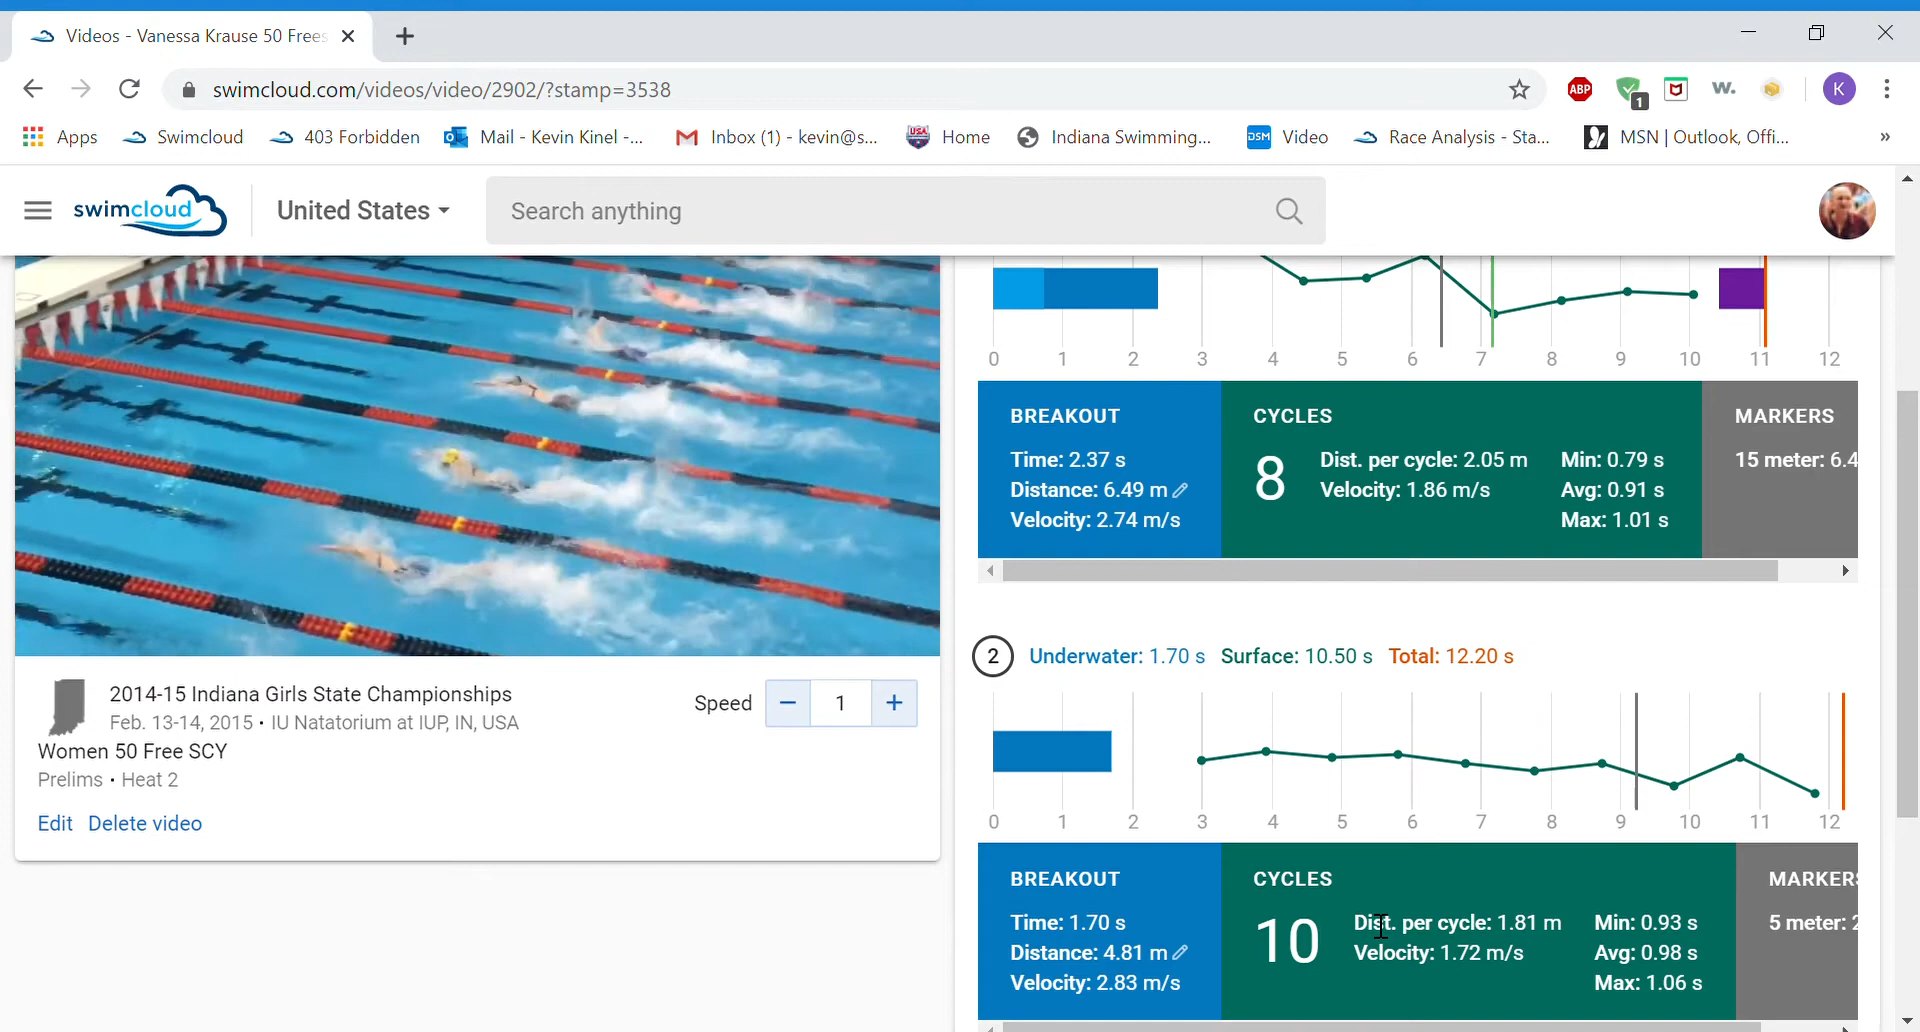 Videos - Vanessa Krause 50 Frees
swimcloud.com/videos/video/2902/?stamp=3538
ABP
1
W.
K
Apps
Swimcloud
403 Forbidden
Mail - Kevin Kinel -...
Inbox (1) - kevin@s...
USA
Home
Indiana Swimming...
DSM
Video
Race Analysis - Sta...
MSN | Outlook, Offi...
»
swimcloud
United States
Search anything
0 1 2 3 4 5 6 7 8 9 10 11 12
BREAKOUT
Time: 2.37 s
Distance: 6.49 m
Velocity: 2.74 m/s
CYCLES
8
Dist. per cycle: 2.05 m
Velocity: 1.86 m/s
Min: 0.79 s
Avg: 0.91 s
Max: 1.01 s
MARKERS
15 meter: 6.4
2 Underwater: 1.70 s Surface: 10.50 s Total: 12.20 s
0 1 2 3 4 5 6 7 8 9 10 11 12
BREAKOUT
Time: 1.70 s
Distance: 4.81 m
Velocity: 2.83 m/s
CYCLES
10
Dist. per cycle: 1.81 m
Velocity: 1.72 m/s
Min: 0.93 s
Avg: 0.98 s
Max: 1.06 s
MARKERS
5 meter: 2
2014-15 Indiana Girls State Championships
Feb. 13-14, 2015 • IU Natatorium at IUP, IN, USA
Women 50 Free SCY
Prelims • Heat 2
Edit Delete video
Speed − 1 +